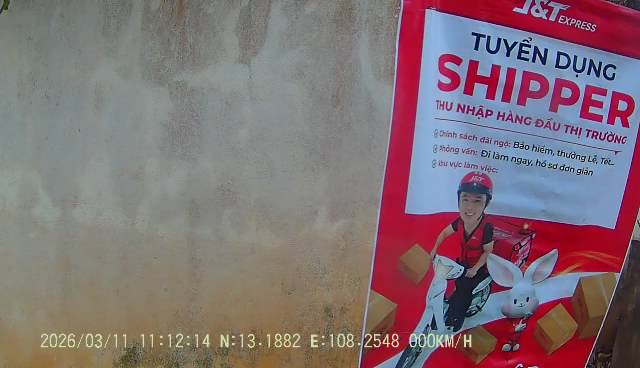 J&T EXPRESS
TUYỂN DỤNG
SHIPPER
THU NHẬP HÀNG ĐẦU THỊ TRƯỜNG
Chính sách đãi ngộ: Bảo hiểm, thưởng Lễ, Tết...
Phỏng vấn: Đi làm ngay, hồ sơ đơn giản
Khu vực làm việc:
J&T
2026/03/11 11:12:14 N:13.1882 E:108.2548 000KM/H